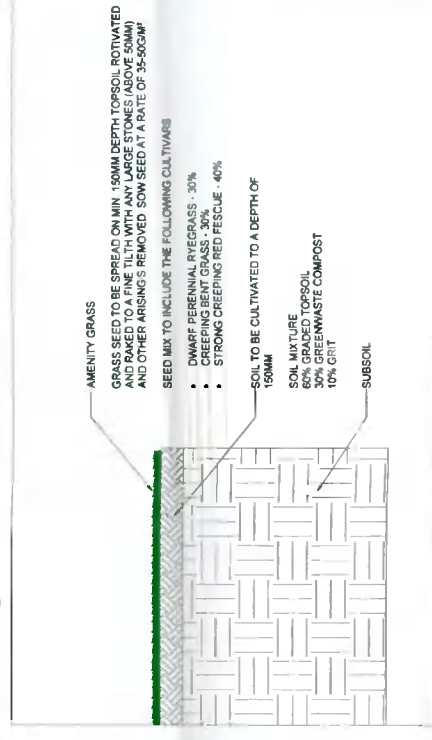 AMENITY GRASS
GRASS SEED TO BE SPREAD ON MIN. 150MM DEPTH TOPSOIL ROTIVATED
AND RAKED TO A FINE TILTH WITH ANY LARGE STONES (ABOVE 50MM)
AND OTHER ARISING'S REMOVED. SOW SEED AT A RATE OF 35-50G/M²
SEED MIX TO INCLUDE THE FOLLOWING CULTIVARS
• DWARF PERENNIAL RYEGRASS - 30%
• CREEPING BENT GRASS - 30%
• STRONG CREEPING RED FESCUE - 40%
SOIL TO BE CULTIVATED TO A DEPTH OF
150MM
SOIL MIXTURE
60% GRADED TOPSOIL
30% GREENWASTE COMPOST
10% GRIT
SUBSOIL